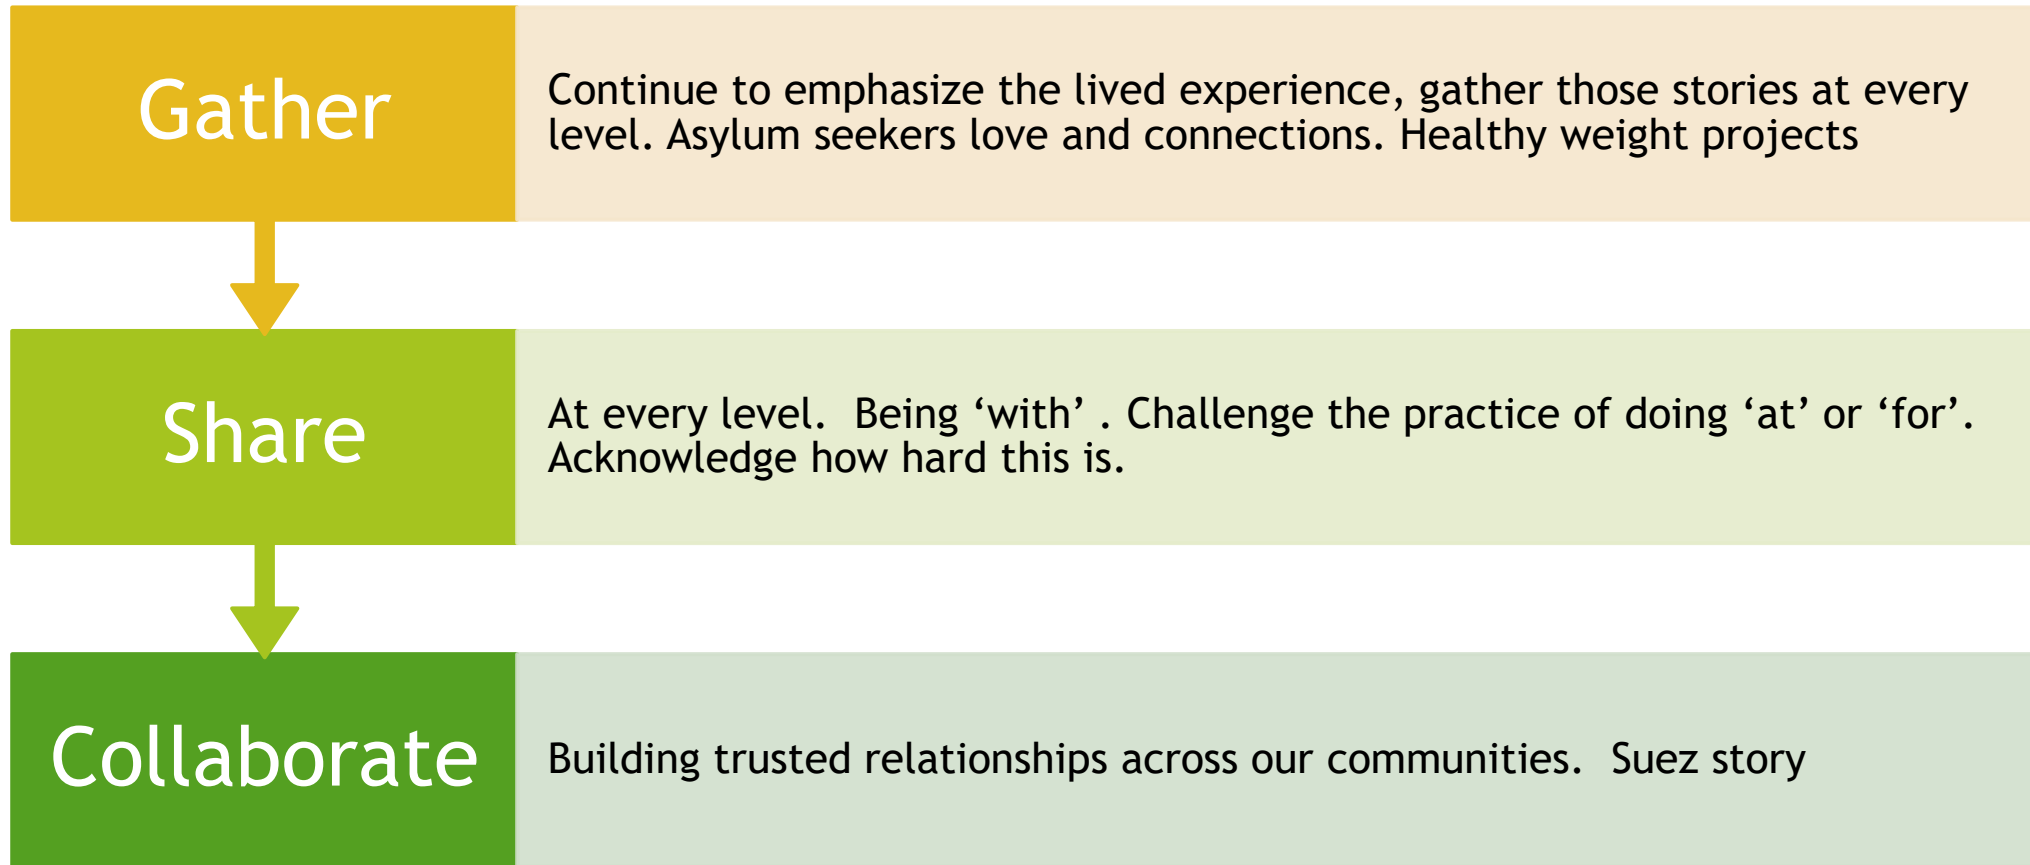 Gather
Continue to emphasize the lived experience, gather those stories at every
level. Asylum seekers love and connections. Healthy weight projects
Share
At every level.  Being ‘with’ . Challenge the practice of doing ‘at’ or ‘for’.
Acknowledge how hard this is.
Collaborate
Building trusted relationships across our communities.  Suez story